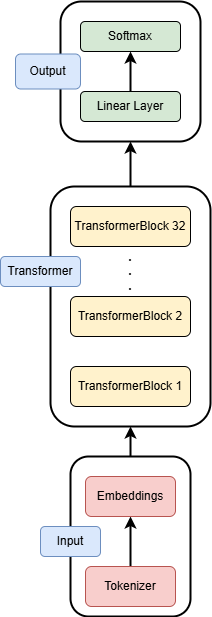 Softmax
Output
Linear Layer
TransformerBlock 32
.
.
.
Transformer
TransformerBlock 2
TransformerBlock 1
Embeddings
Input
Tokenizer